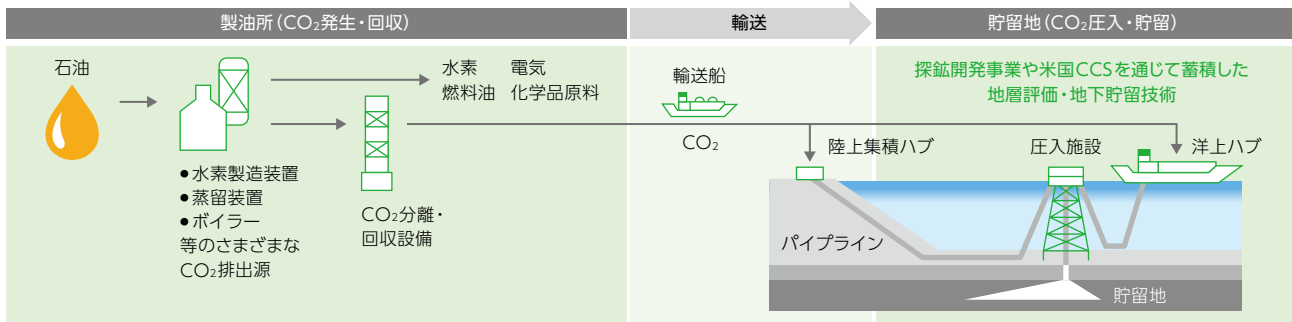 製油所（CO₂発生・回収）
輸送
貯留地（CO₂圧入・貯留）
石油
水素　電気
燃料油　化学品原料
●水素製造装置
●蒸留装置
●ボイラー
等のさまざまな
CO₂排出源
CO₂分離・
回収設備
輸送船
CO₂
探鉱開発事業や米国CCSを通じて蓄積した
地層評価・地下貯留技術
陸上集積ハブ
圧入施設
洋上ハブ
パイプライン
貯留地